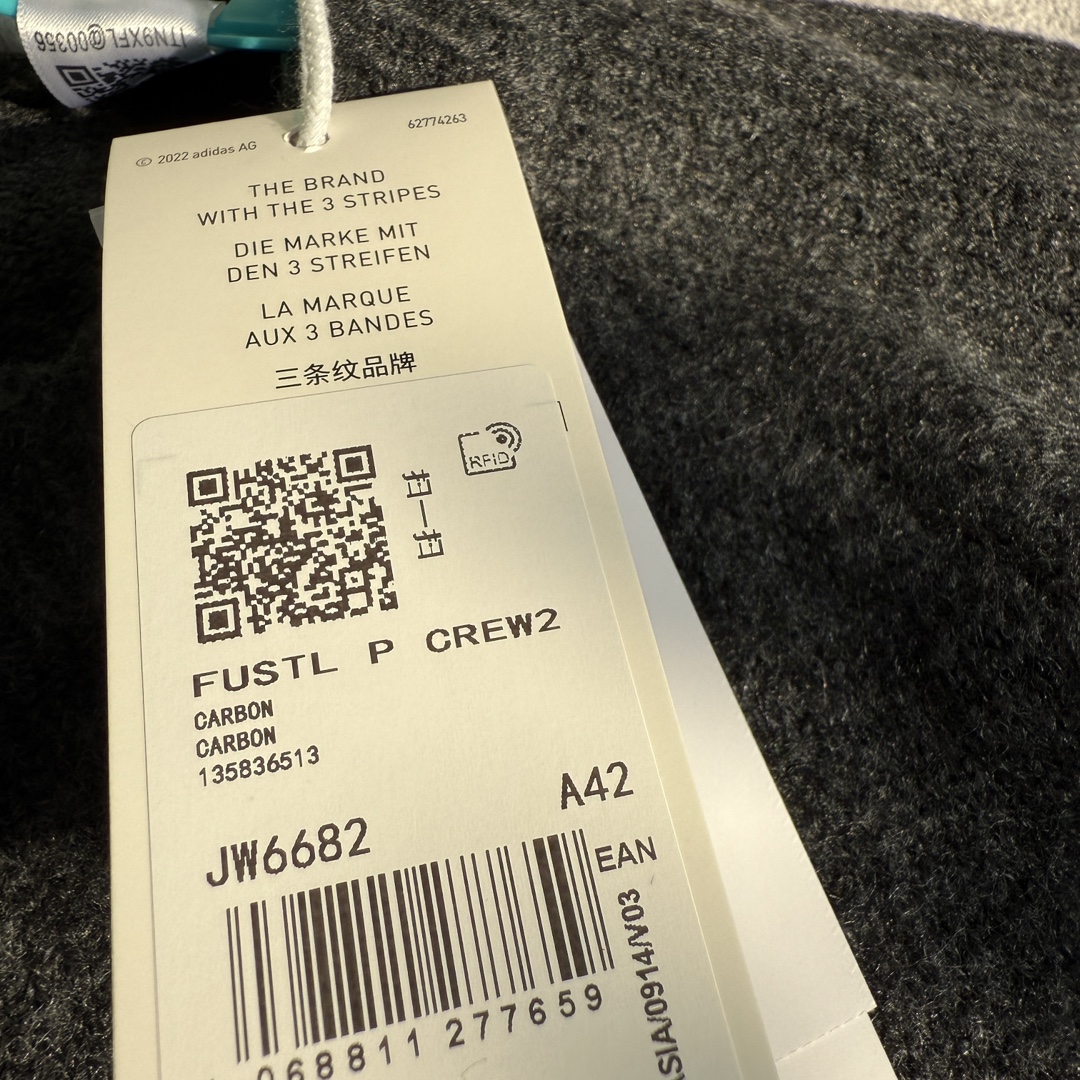 ITN9XFL@00356
© 2022 adidas AG
62774263
THE BRAND
WITH THE 3 STRIPES
DIE MARKE MIT
DEN 3 STREIFEN
LA MARQUE
AUX 3 BANDES
三条纹品牌
RFID
扫一扫
FUSTL P CREW2
CARBON
CARBON
135836513
A42
JW6682
EAN
068811 277659
ASIA/0914/V03